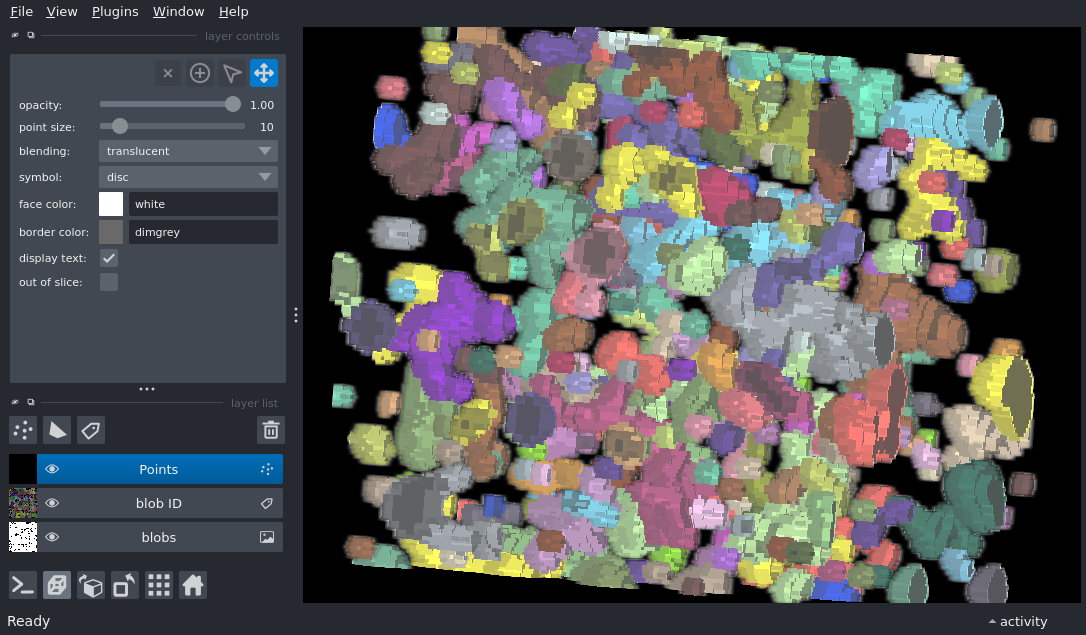 File View Plugins Window Help
layer controls
opacity: 1.00
point size: 10
blending: translucent
symbol: disc
face color: white
border color: dimgrey
display text:
out of slice:
layer list
Points
blob ID
blobs
Ready
activity